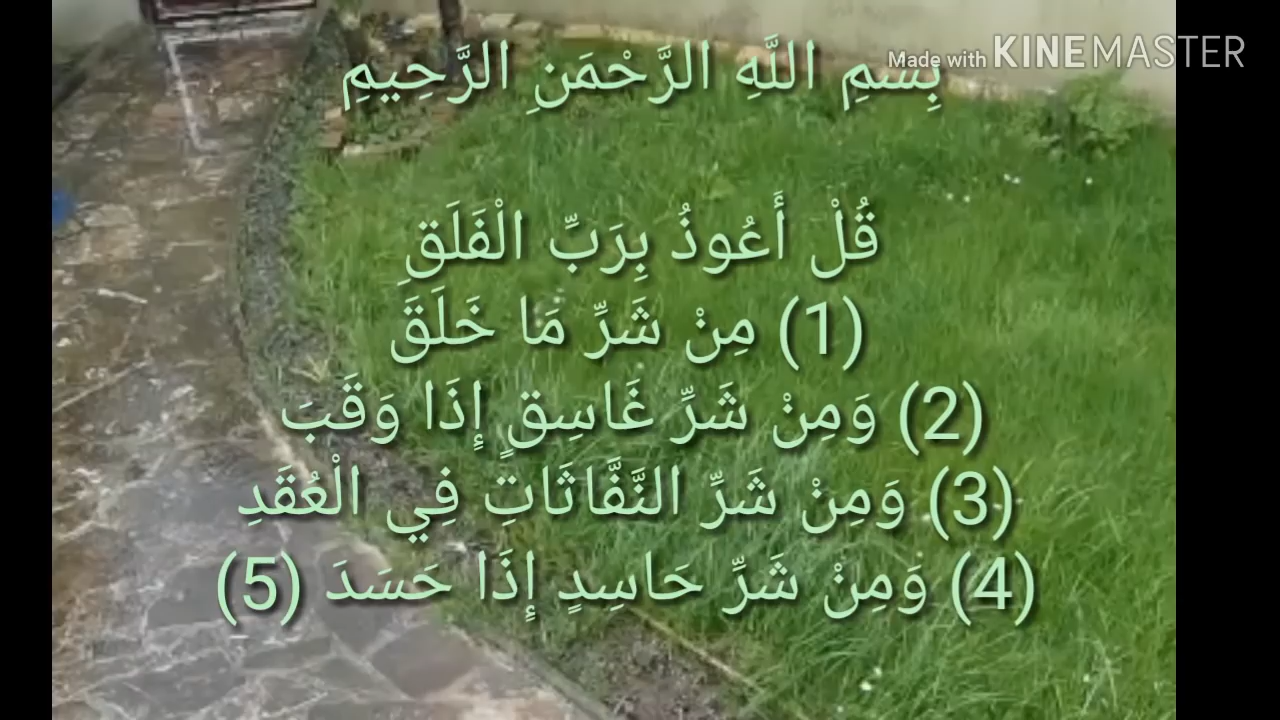 Made with KINEMASTER
بِسْمِ اللَّهِ الرَّحْمَنِ الرَّحِيمِ
قُلْ أَعُوذُ بِرَبِّ الْفَلَقِ
(1) مِنْ شَرِّ مَا خَلَقَ
(2) وَمِنْ شَرِّ غَاسِقٍ إِذَا وَقَبَ
(3) وَمِنْ شَرِّ النَّفَّاثَاتِ فِي الْعُقَدِ
(4) وَمِنْ شَرِّ حَاسِدٍ إِذَا حَسَدَ (5)